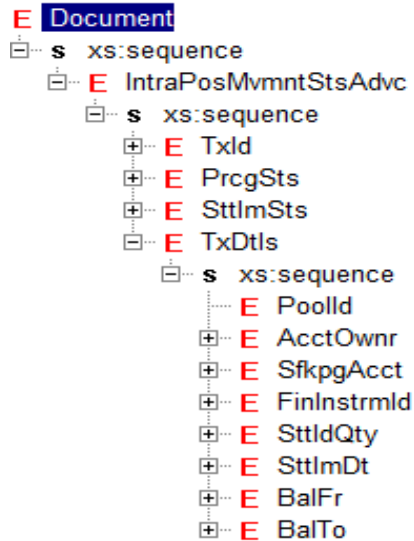 E Document
s xs:sequence
E IntraPosMvmntStsAdvc
s xs:sequence
E TxId
E PrcgSts
E SttlmSts
E TxDtls
s xs:sequence
E PoolId
E AcctOwnr
E SfkpgAcct
E FinInstrmId
E SttldQty
E SttlmDt
E BalFr
E BalTo